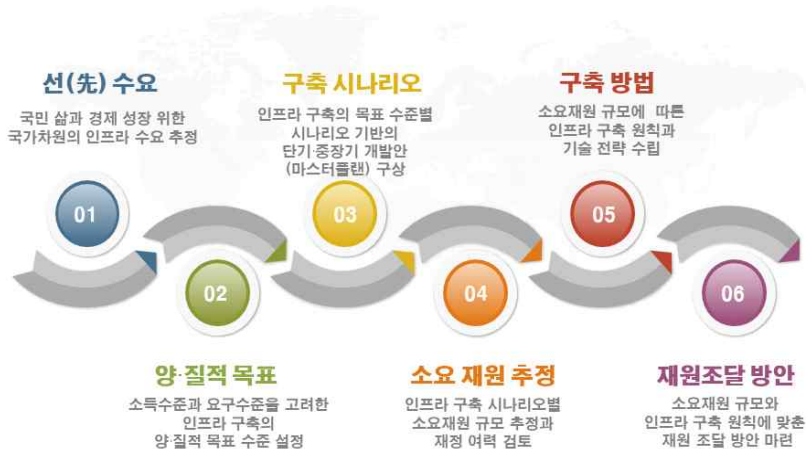 선(先) 수요
국민 삶과 경제 성장 위한
국가차원의 인프라 수요 추정
01
양·질적 목표
소득수준과 요구수준을 고려한
인프라 구축의
양·질적 목표 수준 설정
02
구축 시나리오
인프라 구축의 목표 수준별
시나리오 기반의
단기·중장기 개발안
(마스터플랜) 구상
03
소요 재원 추정
인프라 구축 시나리오별
소요재원 규모 추정과
재정 여력 검토
04
구축 방법
소요재원 규모에 따른
인프라 구축 원칙과
기술 전략 수립
05
재원조달 방안
소요재원 규모와
인프라 구축 원칙에 맞춘
재원 조달 방안 마련
06